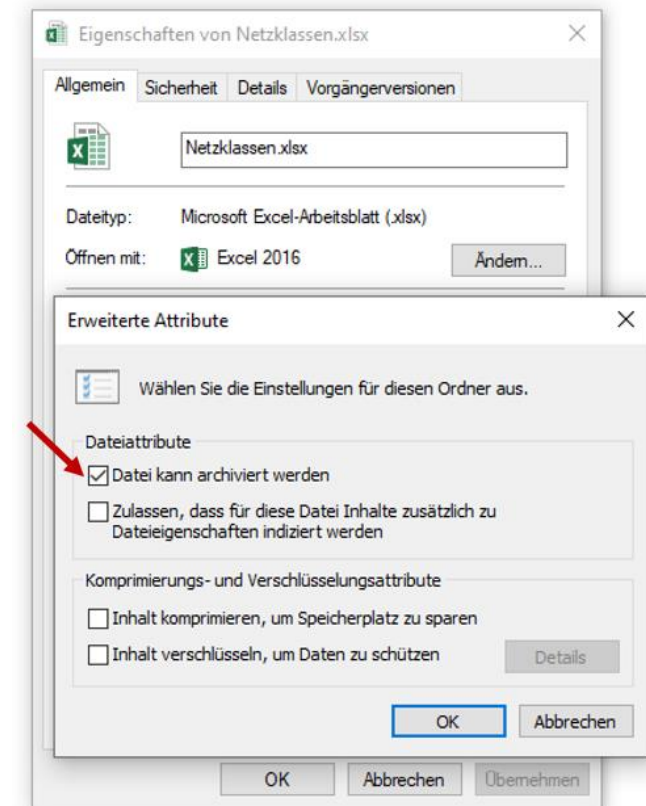 Eigenschaften von Netzklassen.xlsx
Allgemein Sicherheit Details Vorgängerversionen
Netzklassen.xlsx
Dateityp: Microsoft Excel-Arbeitsblatt (.xlsx)
Öffnen mit: Excel 2016 Ändern...
Erweiterte Attribute
Wählen Sie die Einstellungen für diesen Ordner aus.
Dateiattribute
Datei kann archiviert werden
Zulassen, dass für diese Datei Inhalte zusätzlich zu
Dateieigenschaften indiziert werden
Komprimierungs- und Verschlüsselungsattribute
Inhalt komprimieren, um Speicherplatz zu sparen
Inhalt verschlüsseln, um Daten zu schützen Details
OK Abbrechen
OK Abbrechen Übernehmen